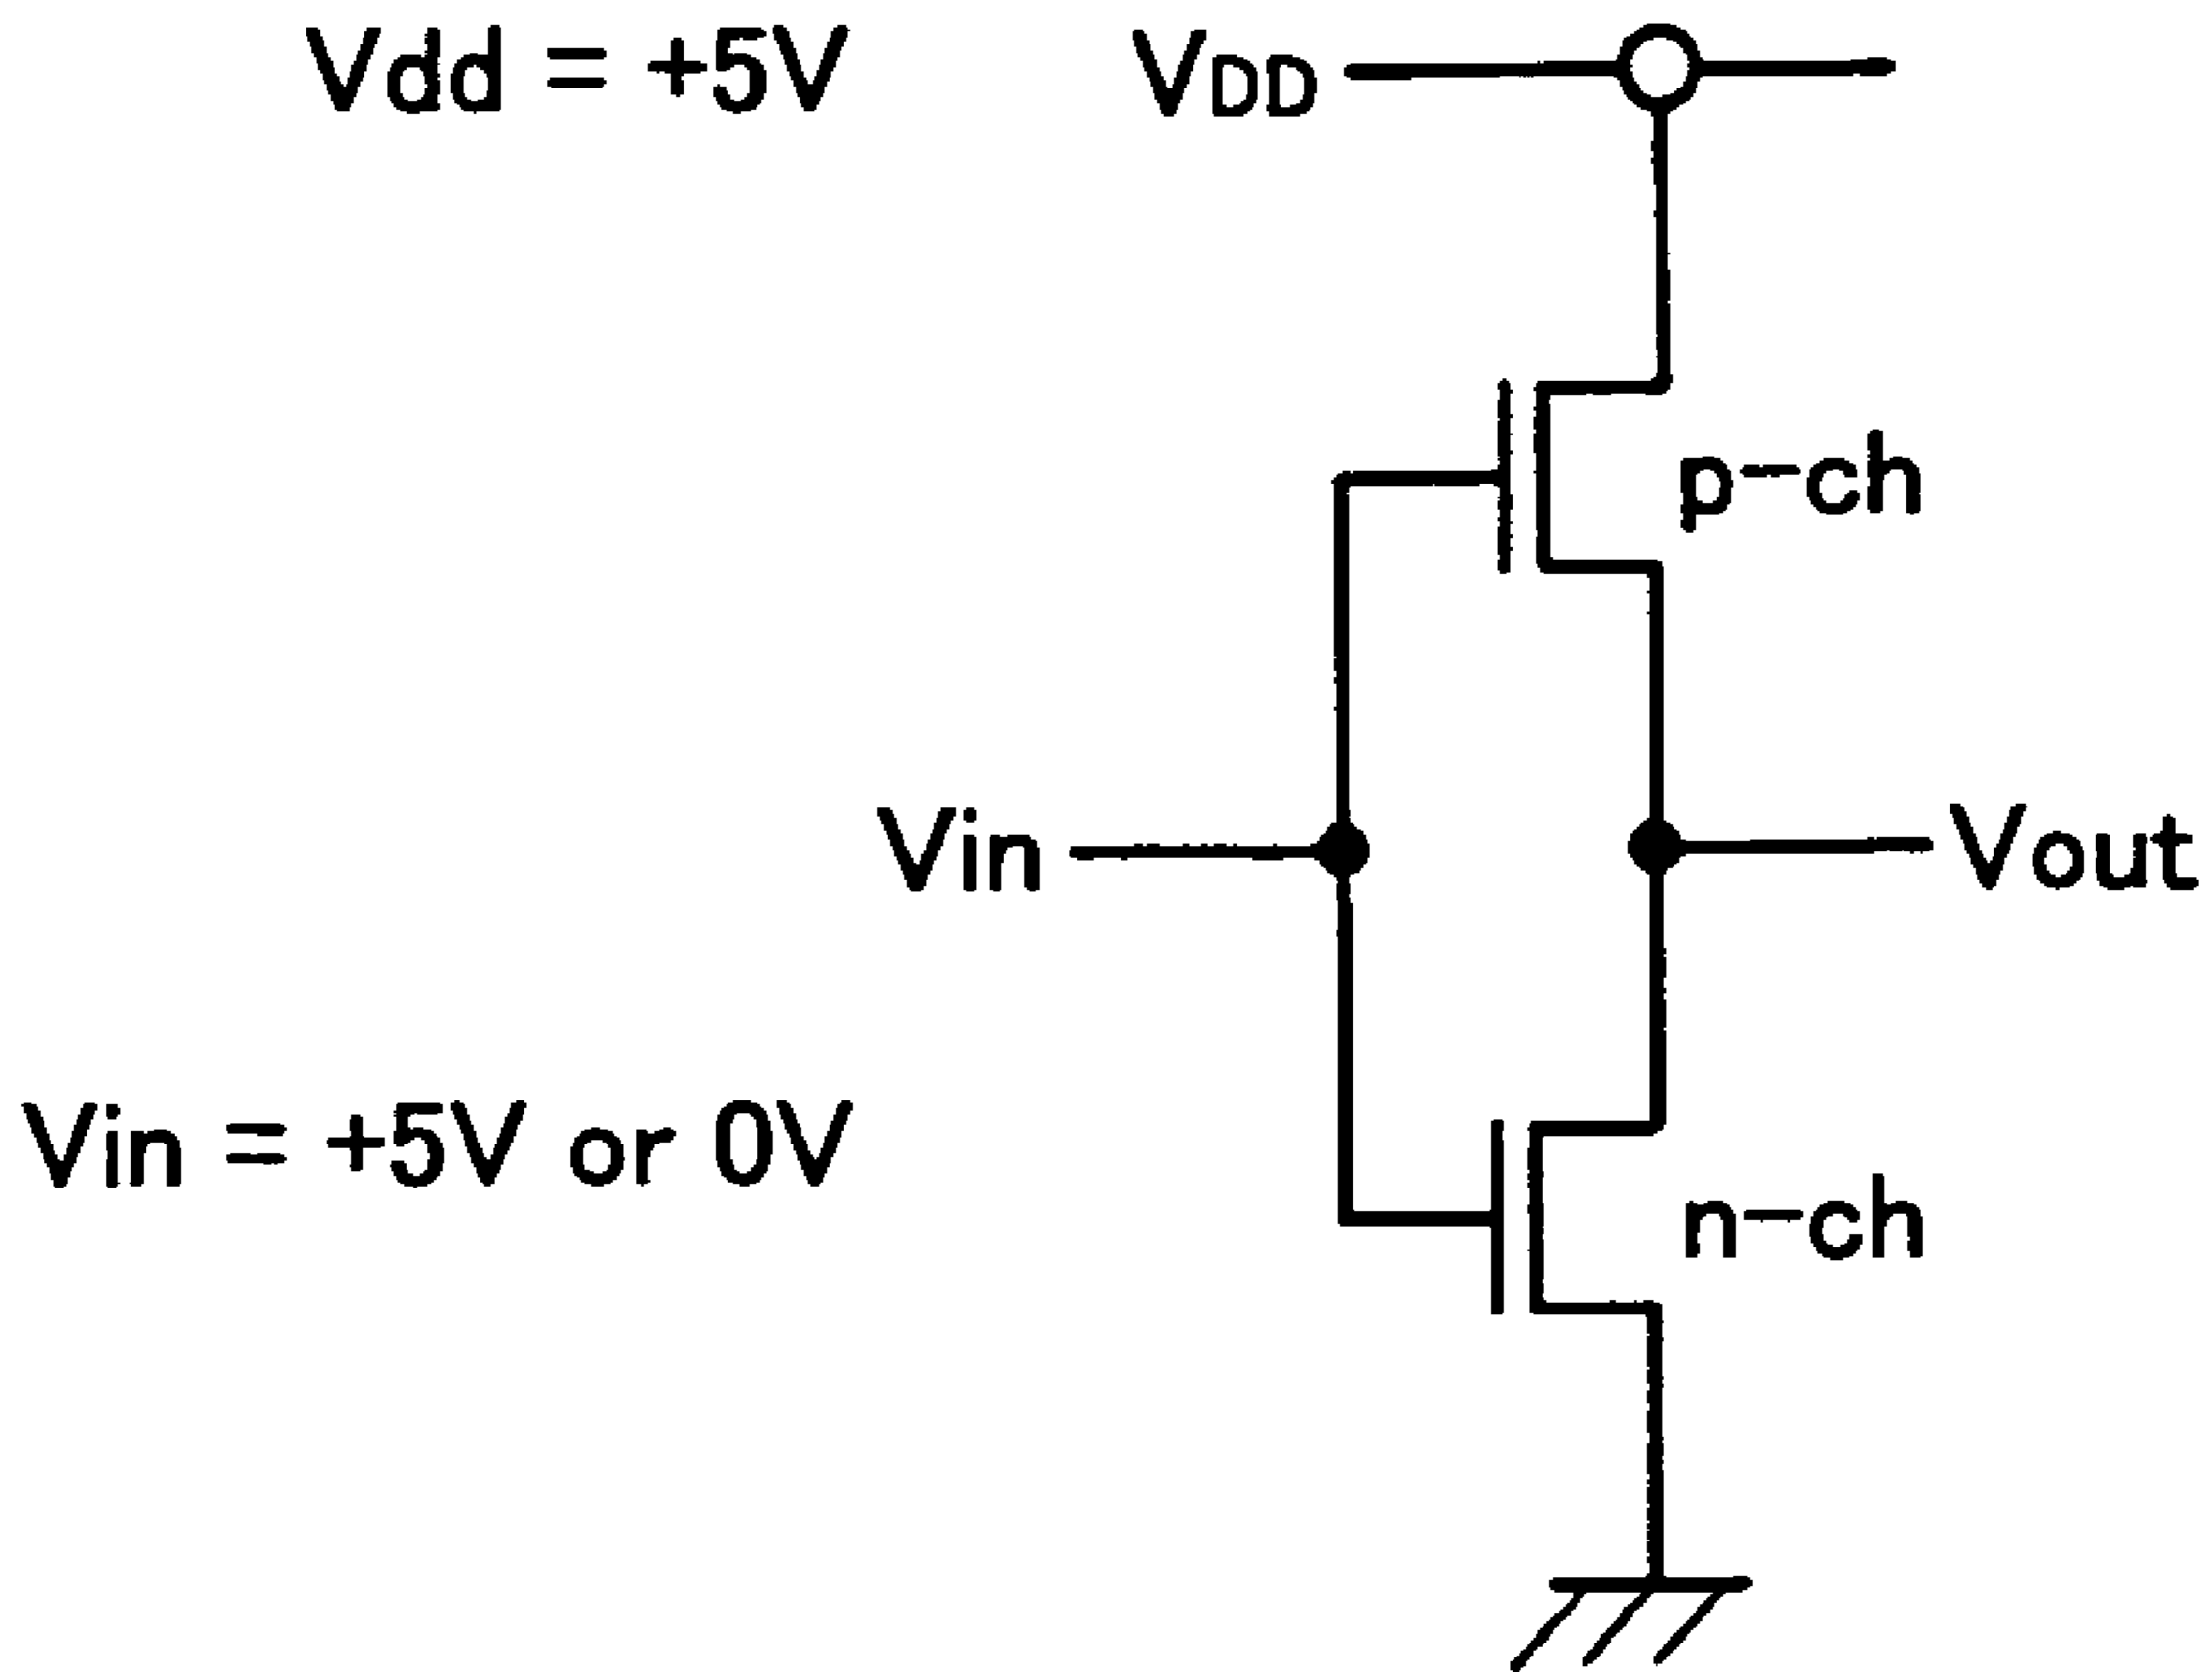 Vdd = +5V
VDD
p-ch
Vin
Vout
Vin = +5V or 0V
n-ch